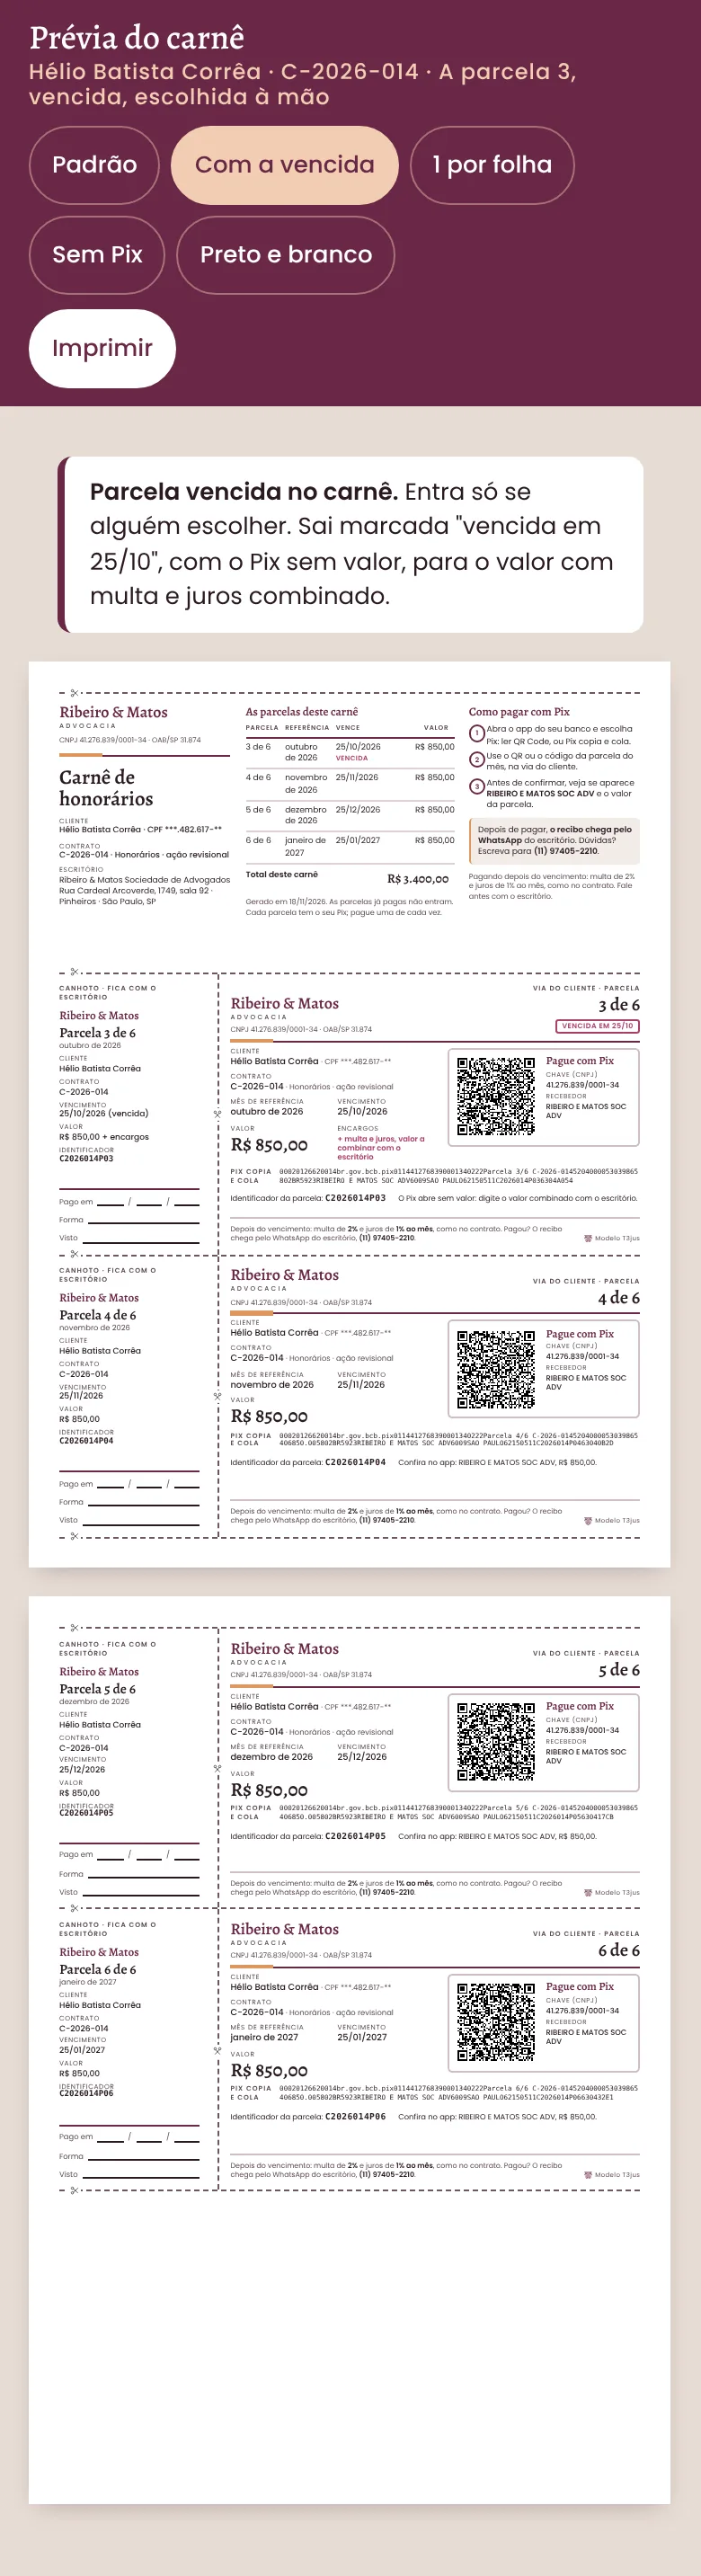 Prévia do carnê
Hélio Batista Corrêa · C-2026-014 · A parcela 3,
vencida, escolhida à mão
Padrão
Com a vencida
1 por folha
Sem Pix
Preto e branco
Imprimir
Parcela vencida no carnê. Entra só se
alguém escolher. Sai marcada "vencida em
25/10", com o Pix sem valor, para o valor com
multa e juros combinado.
Ribeiro & Matos
ADVOCACIA
CNPJ 41.276.839/0001-34 · OAB/SP 31.874
Carnê de
honorários
CLIENTE
Hélio Batista Corrêa · CPF ***.482.617-**
CONTRATO
C-2026-014 · Honorários · ação revisional
ESCRITÓRIO
Ribeiro & Matos Sociedade de Advogados
Rua Cardeal Arcoverde, 1749, sala 92 ·
Pinheiros · São Paulo, SP
As parcelas deste carnê
PARCELA REFERÊNCIA VENCE VALOR
3 de 6 outubro 25/10/2026 R$ 850,00
de 2026 VENCIDA
4 de 6 novembro 25/11/2026 R$ 850,00
de 2026
5 de 6 dezembro 25/12/2026 R$ 850,00
de 2026
6 de 6 janeiro de 25/01/2027 R$ 850,00
2027
Total deste carnê R$ 3.400,00
Gerado em 18/11/2026. As parcelas já pagas não entram.
Cada parcela tem o seu Pix; pague uma de cada vez.
Como pagar com Pix
1 Abra o app do seu banco e escolha
Pix: ler QR Code, ou Pix copia e cola.
2 Use o QR ou o código da parcela do
mês, na via do cliente.
3 Antes de confirmar, veja se aparece
RIBEIRO E MATOS SOC ADV e o valor
da parcela.
Depois de pagar, o recibo chega pelo
WhatsApp do escritório. Dúvidas?
Escreva para (11) 97405-2210.
Pagando depois do vencimento: multa de 2%
e juros de 1% ao mês, como no contrato. Fale
antes com o escritório.
CANHOTO · FICA COM O
ESCRITÓRIO
Ribeiro & Matos
Parcela 3 de 6
outubro de 2026
CLIENTE
Hélio Batista Corrêa
CONTRATO
C-2026-014
VENCIMENTO
25/10/2026 (vencida)
VALOR
R$ 850,00 + encargos
IDENTIFICADOR
C2026014P03
Pago em / /
Forma
Visto
Ribeiro & Matos
ADVOCACIA
CNPJ 41.276.839/0001-34 · OAB/SP 31.874
VIA DO CLIENTE · PARCELA
3 de 6
VENCIDA EM 25/10
CLIENTE
Hélio Batista Corrêa · CPF ***.482.617-**
CONTRATO
C-2026-014 · Honorários · ação revisional
MÊS DE REFERÊNCIA VENCIMENTO
outubro de 2026 25/10/2026
VALOR ENCARGOS
R$ 850,00 + multa e juros, valor a
combinar com o
escritório
Pague com Pix
CHAVE (CNPJ)
41.276.839/0001-34
RECEBEDOR
RIBEIRO E MATOS SOC
ADV
PIX COPIA
E COLA
Identificador da parcela: C2026014P03 O Pix abre sem valor: digite o valor combinado com o escritório.
Depois do vencimento: multa de 2% e juros de 1% ao mês, como no contrato. Pagou? O recibo
chega pelo WhatsApp do escritório, (11) 97405-2210.
Modelo T3jus
CANHOTO · FICA COM O
ESCRITÓRIO
Ribeiro & Matos
Parcela 4 de 6
novembro de 2026
CLIENTE
Hélio Batista Corrêa
CONTRATO
C-2026-014
VENCIMENTO
25/11/2026
VALOR
R$ 850,00
IDENTIFICADOR
C2026014P04
Pago em / /
Forma
Visto
Ribeiro & Matos
ADVOCACIA
CNPJ 41.276.839/0001-34 · OAB/SP 31.874
VIA DO CLIENTE · PARCELA
4 de 6
CLIENTE
Hélio Batista Corrêa · CPF ***.482.617-**
CONTRATO
C-2026-014 · Honorários · ação revisional
MÊS DE REFERÊNCIA VENCIMENTO
novembro de 2026 25/11/2026
VALOR
R$ 850,00
Pague com Pix
CHAVE (CNPJ)
41.276.839/0001-34
RECEBEDOR
RIBEIRO E MATOS SOC
ADV
PIX COPIA
E COLA
Identificador da parcela: C2026014P04 Confira no app: RIBEIRO E MATOS SOC ADV, R$ 850,00.
Depois do vencimento: multa de 2% e juros de 1% ao mês, como no contrato. Pagou? O recibo
chega pelo WhatsApp do escritório, (11) 97405-2210.
Modelo T3jus
CANHOTO · FICA COM O
ESCRITÓRIO
Ribeiro & Matos
Parcela 5 de 6
dezembro de 2026
CLIENTE
Hélio Batista Corrêa
CONTRATO
C-2026-014
VENCIMENTO
25/12/2026
VALOR
R$ 850,00
IDENTIFICADOR
C2026014P05
Pago em / /
Forma
Visto
Ribeiro & Matos
ADVOCACIA
CNPJ 41.276.839/0001-34 · OAB/SP 31.874
VIA DO CLIENTE · PARCELA
5 de 6
CLIENTE
Hélio Batista Corrêa · CPF ***.482.617-**
CONTRATO
C-2026-014 · Honorários · ação revisional
MÊS DE REFERÊNCIA VENCIMENTO
dezembro de 2026 25/12/2026
VALOR
R$ 850,00
Pague com Pix
CHAVE (CNPJ)
41.276.839/0001-34
RECEBEDOR
RIBEIRO E MATOS SOC
ADV
PIX COPIA
E COLA
Identificador da parcela: C2026014P05 Confira no app: RIBEIRO E MATOS SOC ADV, R$ 850,00.
Depois do vencimento: multa de 2% e juros de 1% ao mês, como no contrato. Pagou? O recibo
chega pelo WhatsApp do escritório, (11) 97405-2210.
Modelo T3jus
CANHOTO · FICA COM O
ESCRITÓRIO
Ribeiro & Matos
Parcela 6 de 6
janeiro de 2027
CLIENTE
Hélio Batista Corrêa
CONTRATO
C-2026-014
VENCIMENTO
25/01/2027
VALOR
R$ 850,00
IDENTIFICADOR
C2026014P06
Pago em / /
Forma
Visto
Ribeiro & Matos
ADVOCACIA
CNPJ 41.276.839/0001-34 · OAB/SP 31.874
VIA DO CLIENTE · PARCELA
6 de 6
CLIENTE
Hélio Batista Corrêa · CPF ***.482.617-**
CONTRATO
C-2026-014 · Honorários · ação revisional
MÊS DE REFERÊNCIA VENCIMENTO
janeiro de 2027 25/01/2027
VALOR
R$ 850,00
Pague com Pix
CHAVE (CNPJ)
41.276.839/0001-34
RECEBEDOR
RIBEIRO E MATOS SOC
ADV
PIX COPIA
E COLA
Identificador da parcela: C2026014P06 Confira no app: RIBEIRO E MATOS SOC ADV, R$ 850,00.
Depois do vencimento: multa de 2% e juros de 1% ao mês, como no contrato. Pagou? O recibo
chega pelo WhatsApp do escritório, (11) 97405-2210.
Modelo T3jus